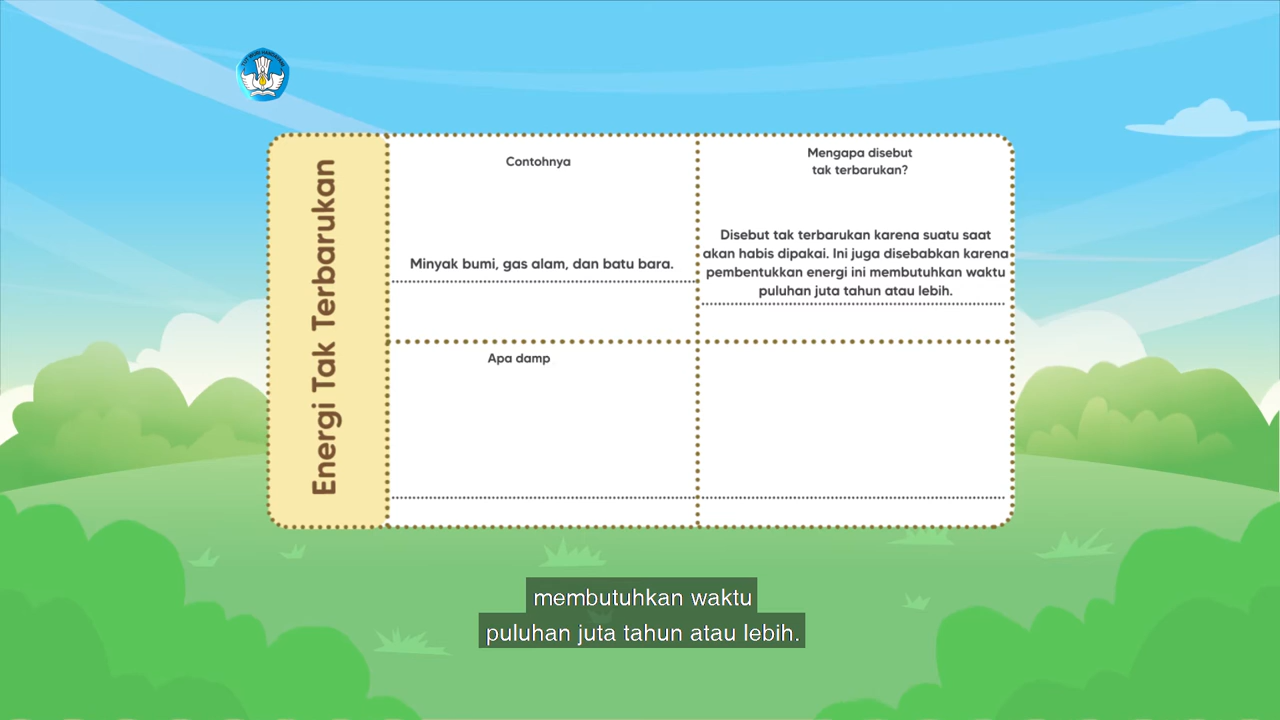 Energi Tak Terbarukan
Contohnya
Minyak bumi, gas alam, dan batu bara.
Mengapa disebut
tak terbarukan?
Disebut tak terbarukan karena suatu saat
akan habis dipakai. Ini juga disebabkan karena
pembentukkan energi ini membutuhkan waktu
puluhan juta tahun atau lebih.
Apa damp
membutuhkan waktu
puluhan juta tahun atau lebih.